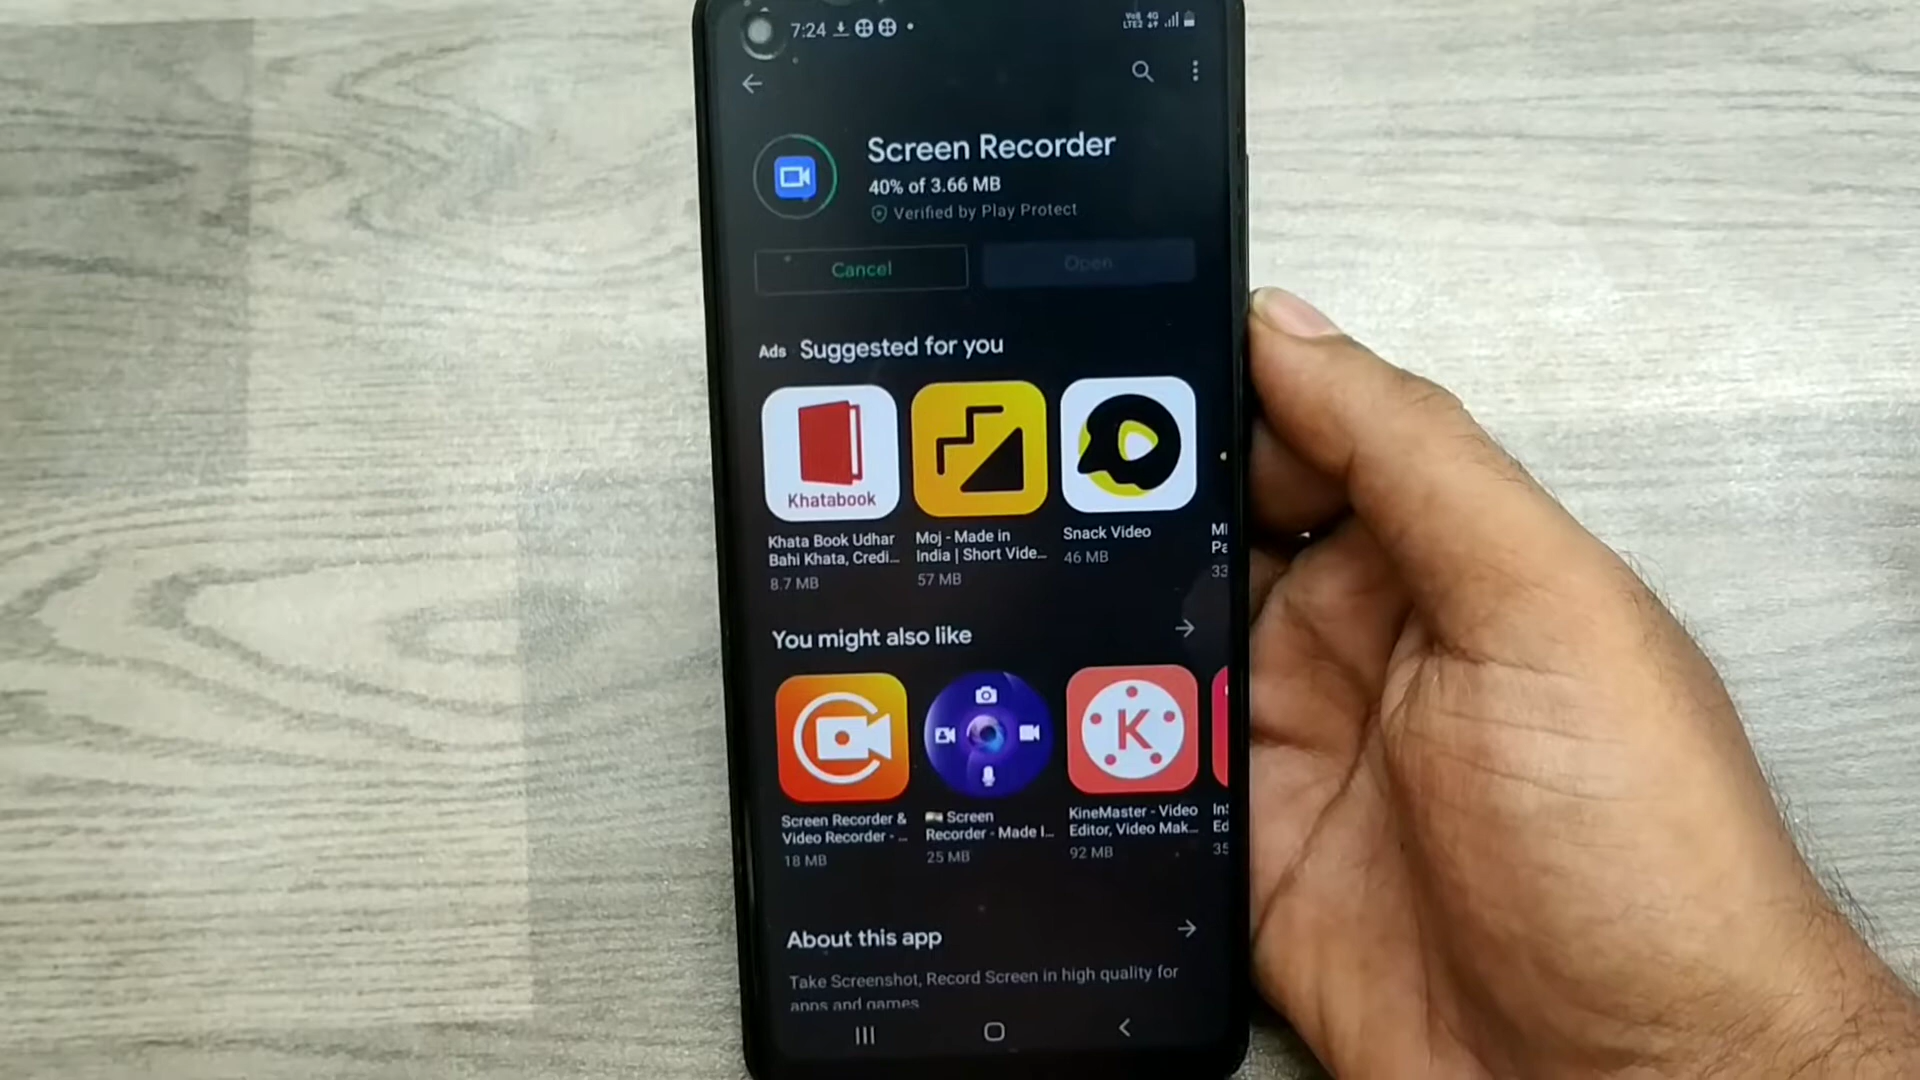 7:24
VoB 4G
LTE2
Screen Recorder
40% of 3.66 MB
Verified by Play Protect
Cancel
Open
Ads Suggested for you
Khatabook
Khata Book Udhar
Bahi Khata, Credi...
8.7 MB
Moj - Made in
India | Short Vide...
57 MB
Snack Video
46 MB
You might also like
K
Screen Recorder &
Video Recorder - ...
18 MB
Screen
Recorder - Made I...
25 MB
KineMaster - Video
Editor, Video Mak...
92 MB
About this app
Take Screenshot, Record Screen in high quality for
apps and games